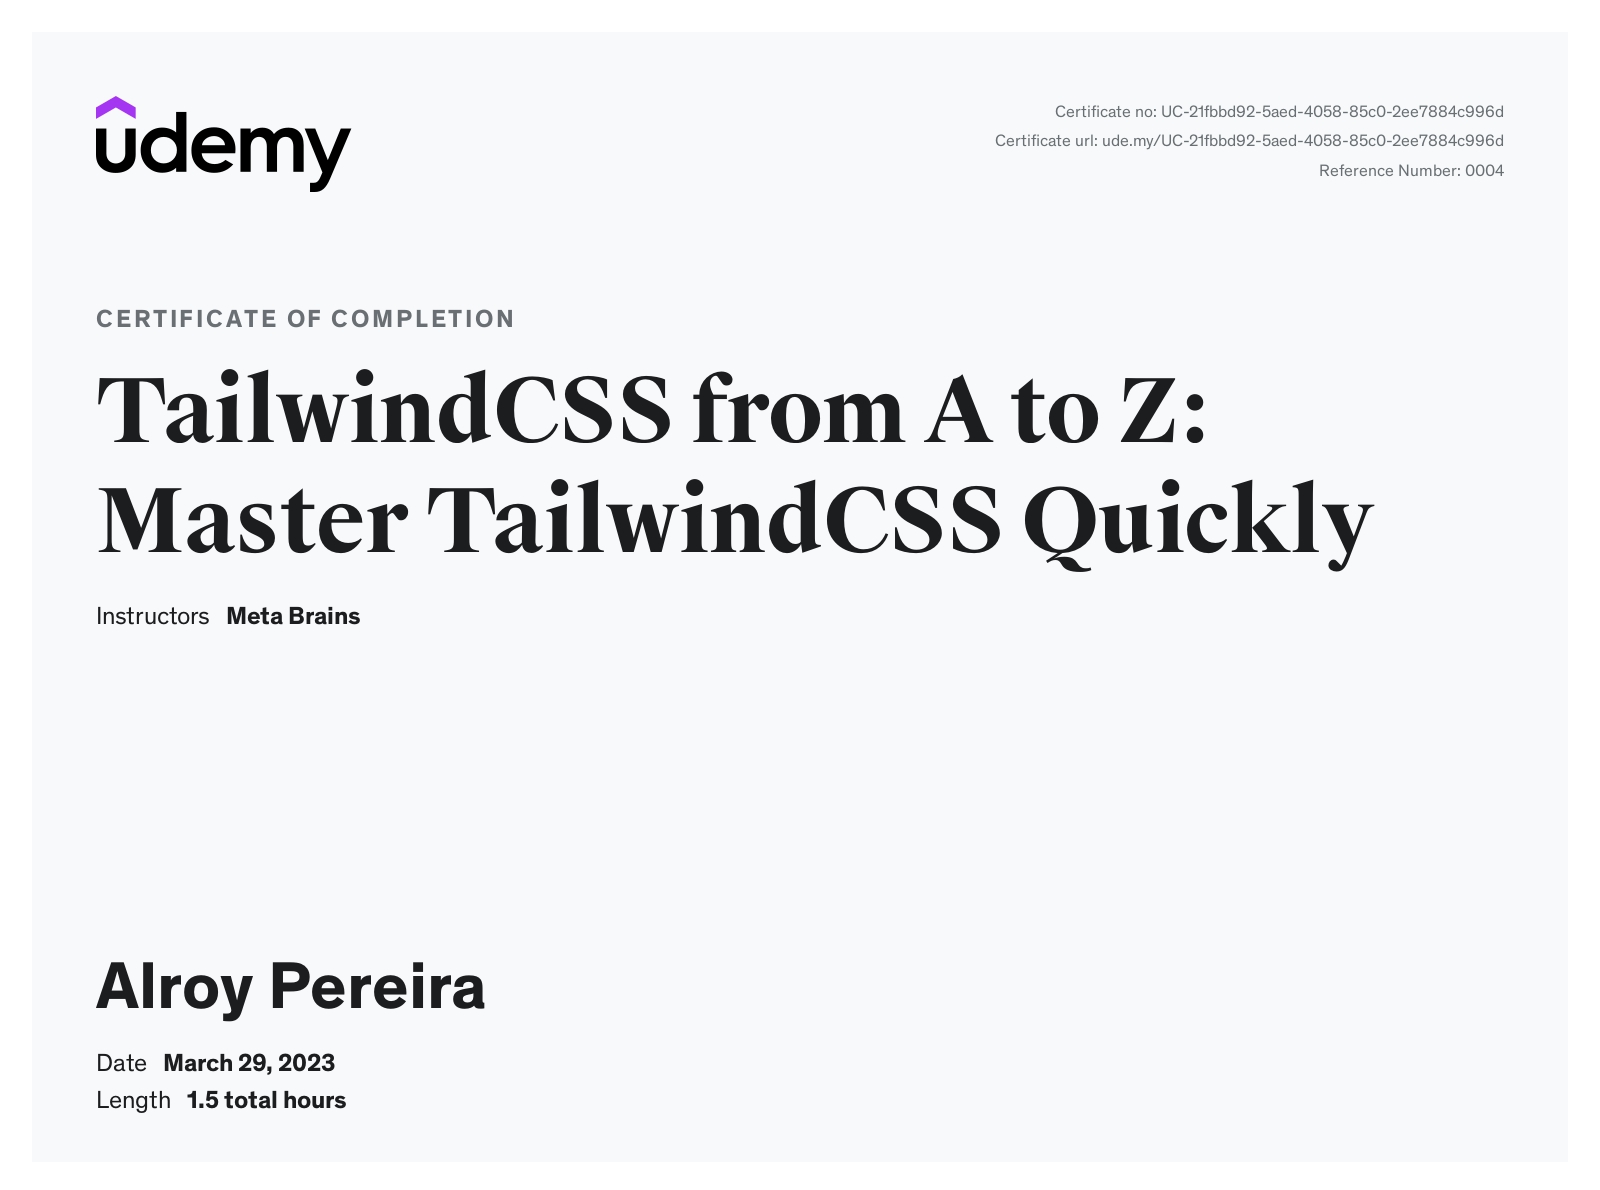 udemy
Certificate no: UC-21fbbd92-5aed-4058-85c0-2ee7884c996d
Certificate url: ude.my/UC-21fbbd92-5aed-4058-85c0-2ee7884c996d
Reference Number: 0004
CERTIFICATE OF COMPLETION
TailwindCSS from A to Z:
Master TailwindCSS Quickly
Instructors Meta Brains
Alroy Pereira
Date March 29, 2023
Length 1.5 total hours